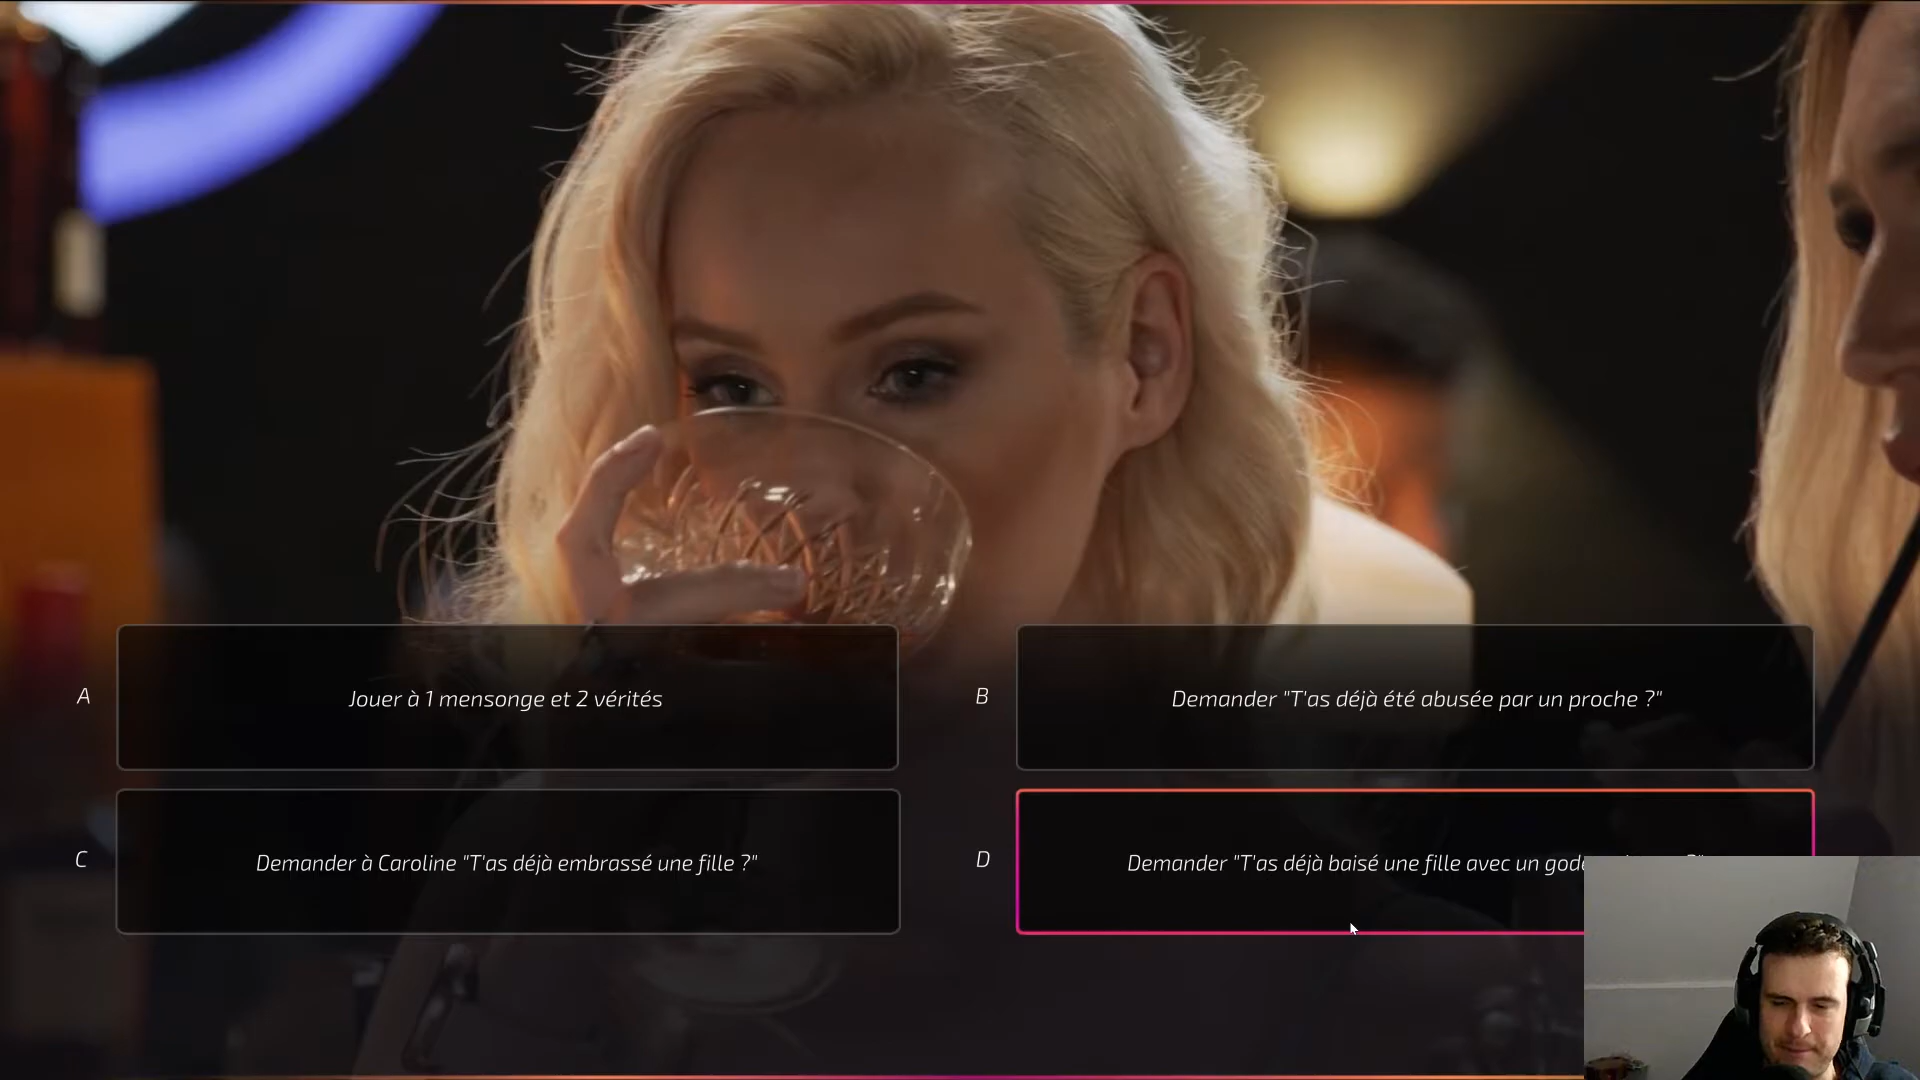 A
Jouer à 1 mensonge et 2 vérités
B
Demander "T'as déjà été abusée par un proche ?"
C
Demander à Caroline "T'as déjà embrassé une fille ?"
D
Demander "T'as déjà baisé une fille avec un gode